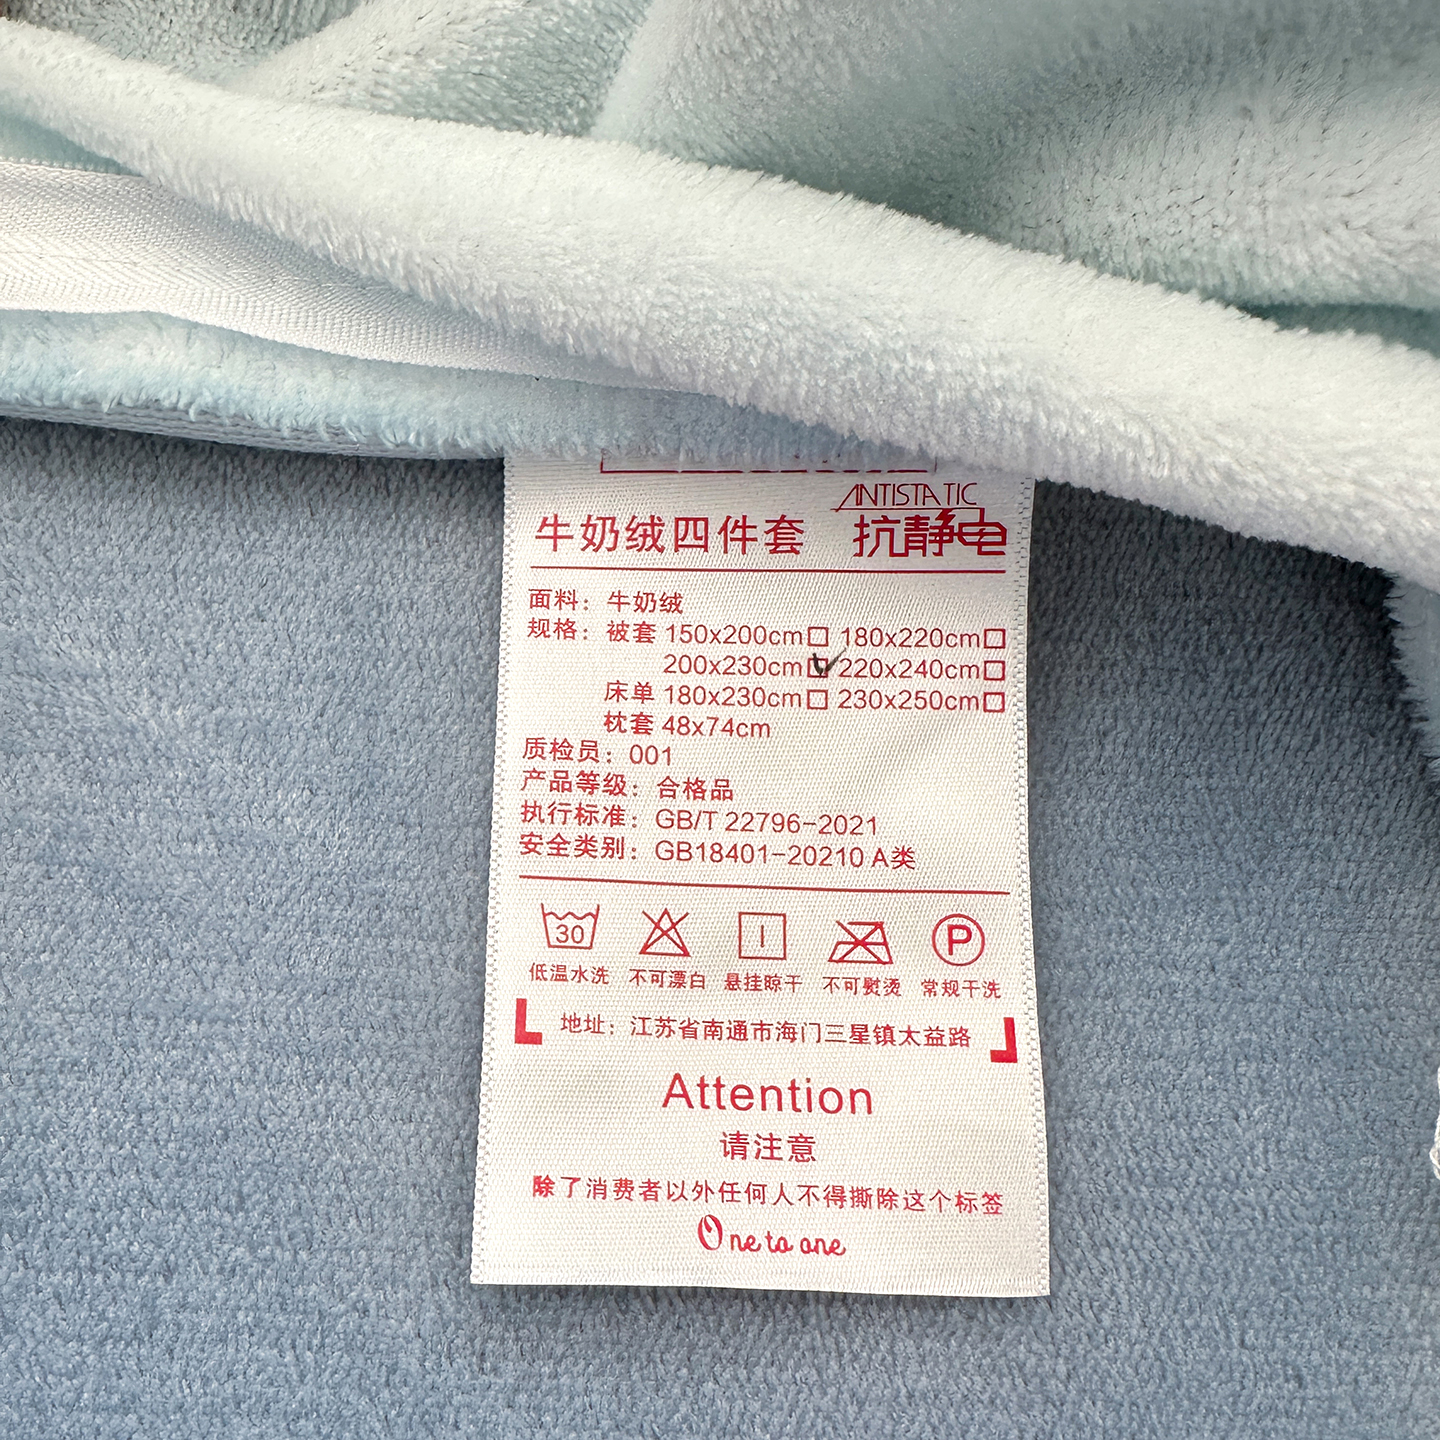 ANTISTATIC
牛奶绒四件套 抗静电
面料：牛奶绒
规格：被套 150x200cm□ 180x220cm□
200x230cm☑ 220x240cm□
床单 180x230cm□ 230x250cm□
枕套 48x74cm
质检员：001
产品等级：合格品
执行标准：GB/T 22796-2021
安全类别：GB18401-20210 A类
30 P
低温水洗 不可漂白 悬挂晾干 不可熨烫 常规干洗
地址：江苏省南通市海门三星镇太益路
Attention
请注意
除了消费者以外任何人不得撕除这个标签
One to one